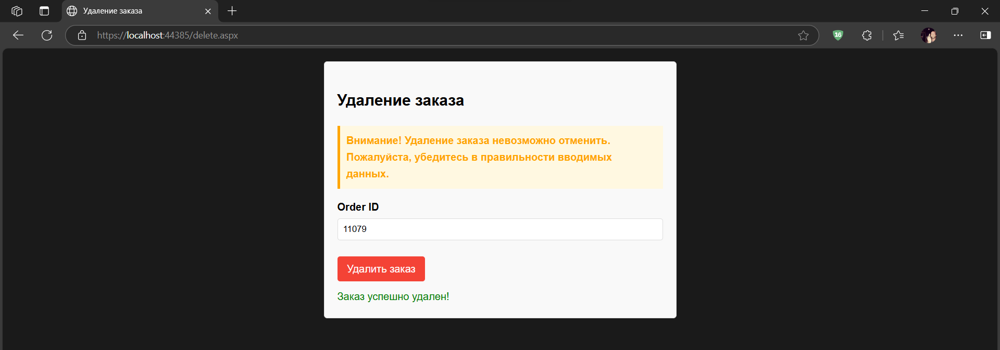 Удаление заказа
https://localhost:44385/delete.aspx
16
Удаление заказа
Внимание! Удаление заказа невозможно отменить.
Пожалуйста, убедитесь в правильности вводимых
данных.
Order ID
11079
Удалить заказ
Заказ успешно удален!